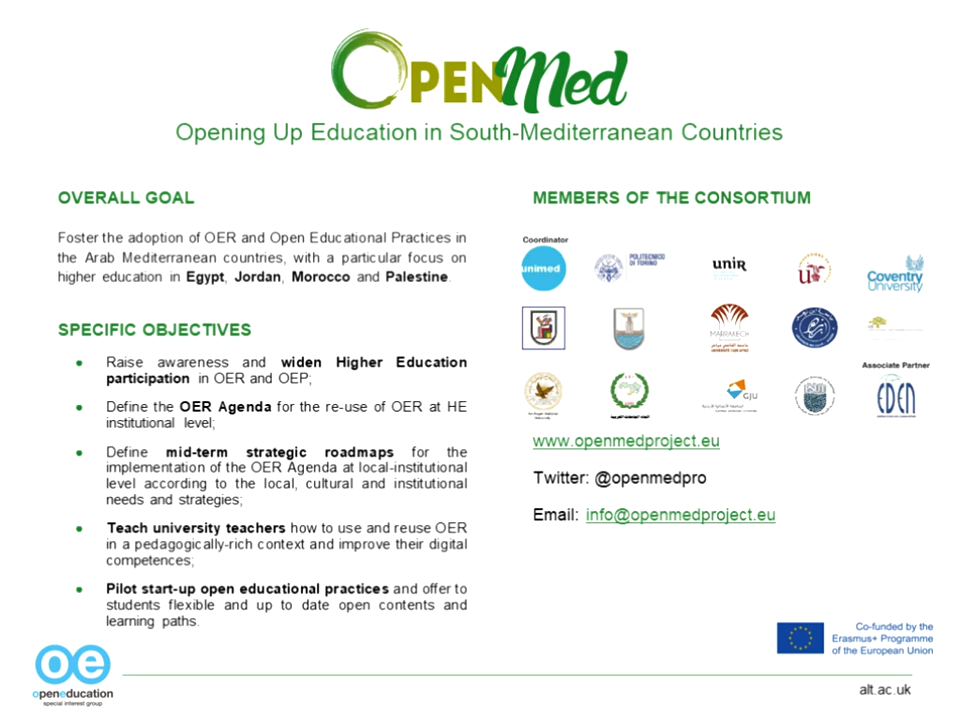 OPENMed
Opening Up Education in South-Mediterranean Countries
OVERALL GOAL
Foster the adoption of OER and Open Educational Practices in
the Arab Mediterranean countries, with a particular focus on
higher education in Egypt, Jordan, Morocco and Palestine.
SPECIFIC OBJECTIVES
● Raise awareness and widen Higher Education
participation in OER and OEP;
● Define the OER Agenda for the re-use of OER at HE
institutional level;
● Define mid-term strategic roadmaps for the
implementation of the OER Agenda at local-institutional
level according to the local, cultural and institutional
needs and strategies;
● Teach university teachers how to use and reuse OER
in a pedagogically-rich context and improve their digital
competences;
● Pilot start-up open educational practices and offer to
students flexible and up to date open contents and
learning paths.
MEMBERS OF THE CONSORTIUM
Coordinator
unimed
POLITECNICO
DI TORINO
unir
Coventry
University
MARRAKECH
Associate Partner
GJU
EDEN
www.openmedproject.eu
Twitter: @openmedpro
Email: info@openmedproject.eu
Co-funded by the
Erasmus+ Programme
of the European Union
oe
openeducation
special interest group
alt.ac.uk